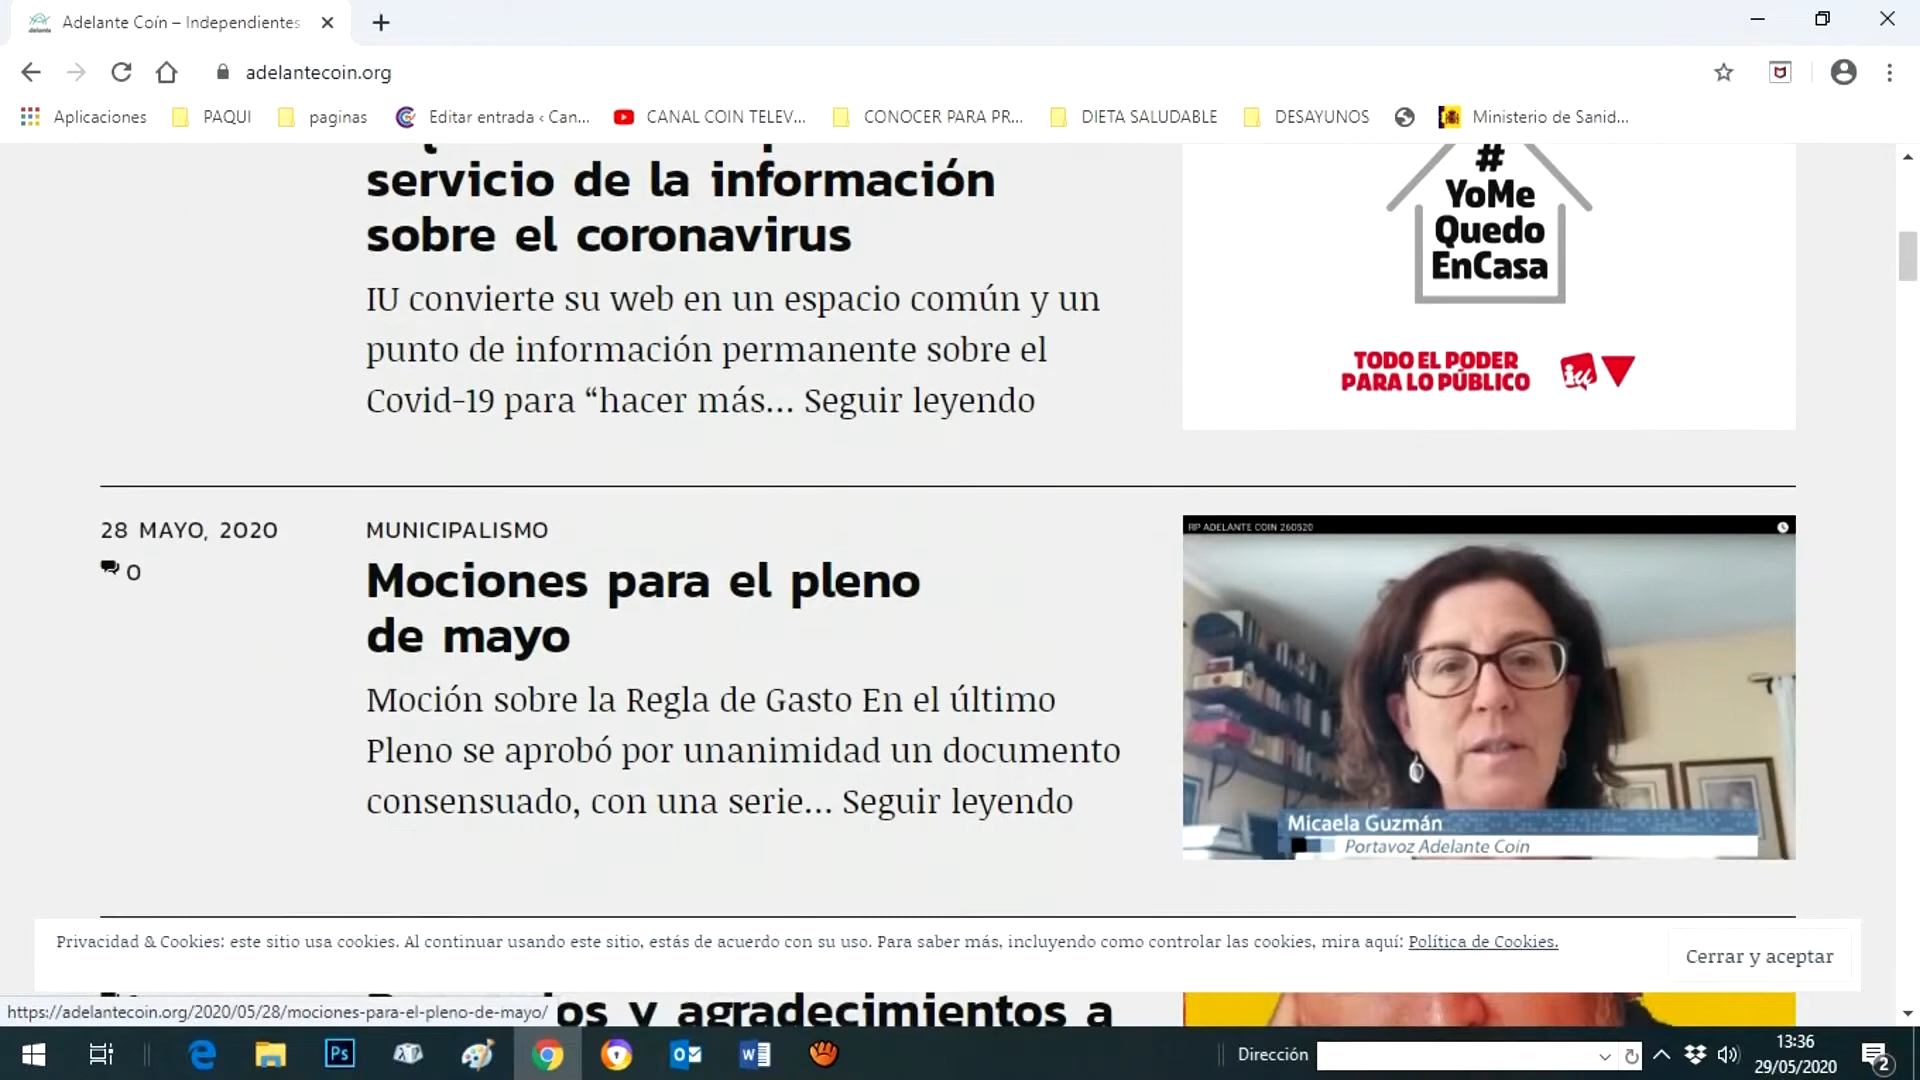 Adelante Coín – Independientes
adelantecoin.org
Aplicaciones
PAQUI
paginas
Editar entrada ‹ Can...
CANAL COIN TELEV...
CONOCER PARA PR...
DIETA SALUDABLE
DESAYUNOS
Ministerio de Sanid...
servicio de la información
sobre el coronavirus
IU convierte su web en un espacio común y un
punto de información permanente sobre el
Covid-19 para “hacer más... Seguir leyendo
#
YoMe
Quedo
EnCasa
TODO EL PODER
PARA LO PÚBLICO
iu
28 MAYO, 2020
0
MUNICIPALISMO
Mociones para el pleno
de mayo
Moción sobre la Regla de Gasto En el último
Pleno se aprobó por unanimidad un documento
consensuado, con una serie... Seguir leyendo
RP ADELANTE COIN 260520
Micaela Guzmán
Portavoz Adelante Coín
Privacidad & Cookies: este sitio usa cookies. Al continuar usando este sitio, estás de acuerdo con su uso. Para saber más, incluyendo como controlar las cookies, mira aquí: Política de Cookies.
Cerrar y aceptar
y agradecimientos a
https://adelantecoin.org/2020/05/28/mociones-para-el-pleno-de-mayo/
Ps
Dirección
13:36
29/05/2020
2